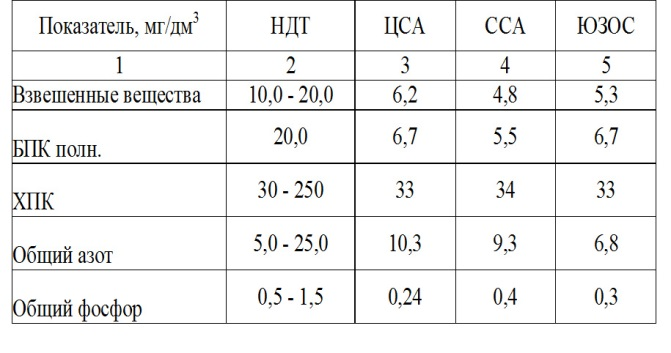 Показатель, мг/дм³ НДТ ЦСА ССА ЮЗОС
1 2 3 4 5
Взвешенные вещества 10,0 - 20,0 6,2 4,8 5,3
БПК полн. 20,0 6,7 5,5 6,7
ХПК 30 - 250 33 34 33
Общий азот 5,0 - 25,0 10,3 9,3 6,8
Общий фосфор 0,5 - 1,5 0,24 0,4 0,3